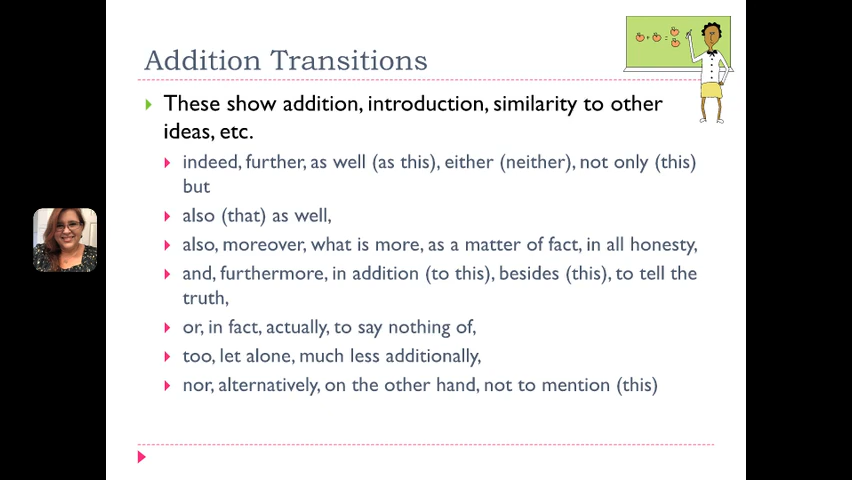 Addition Transitions
These show addition, introduction, similarity to other
ideas, etc.
indeed, further, as well (as this), either (neither), not only (this)
but
also (that) as well,
also, moreover, what is more, as a matter of fact, in all honesty,
and, furthermore, in addition (to this), besides (this), to tell the
truth,
or, in fact, actually, to say nothing of,
too, let alone, much less additionally,
nor, alternatively, on the other hand, not to mention (this)